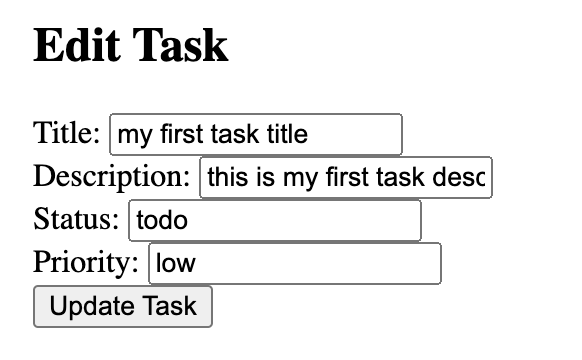 Edit Task
Title: my first task title
Description: this is my first task desc
Status: todo
Priority: low
Update Task